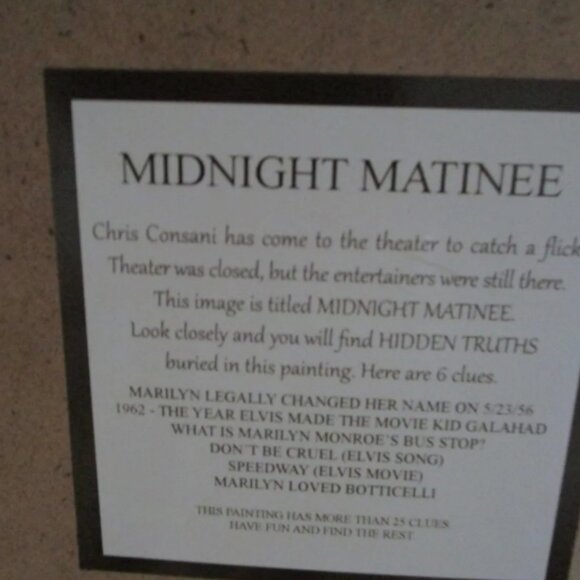 MIDNIGHT MATINEE
Chris Consani has come to the theater to catch a flick
Theater was closed, but the entertainers were still there.
This image is titled MIDNIGHT MATINEE.
Look closely and you will find HIDDEN TRUTHS
buried in this painting. Here are 6 clues.
MARILYN LEGALLY CHANGED HER NAME ON 5/23/56
1962 - THE YEAR ELVIS MADE THE MOVIE KID GALAHAD
WHAT IS MARILYN MONROE'S BUS STOP?
DON'T BE CRUEL (ELVIS SONG)
SPEEDWAY (ELVIS MOVIE)
MARILYN LOVED BOTTICELLI
THIS PAINTING HAS MORE THAN 25 CLUES
HAVE FUN AND FIND THE REST